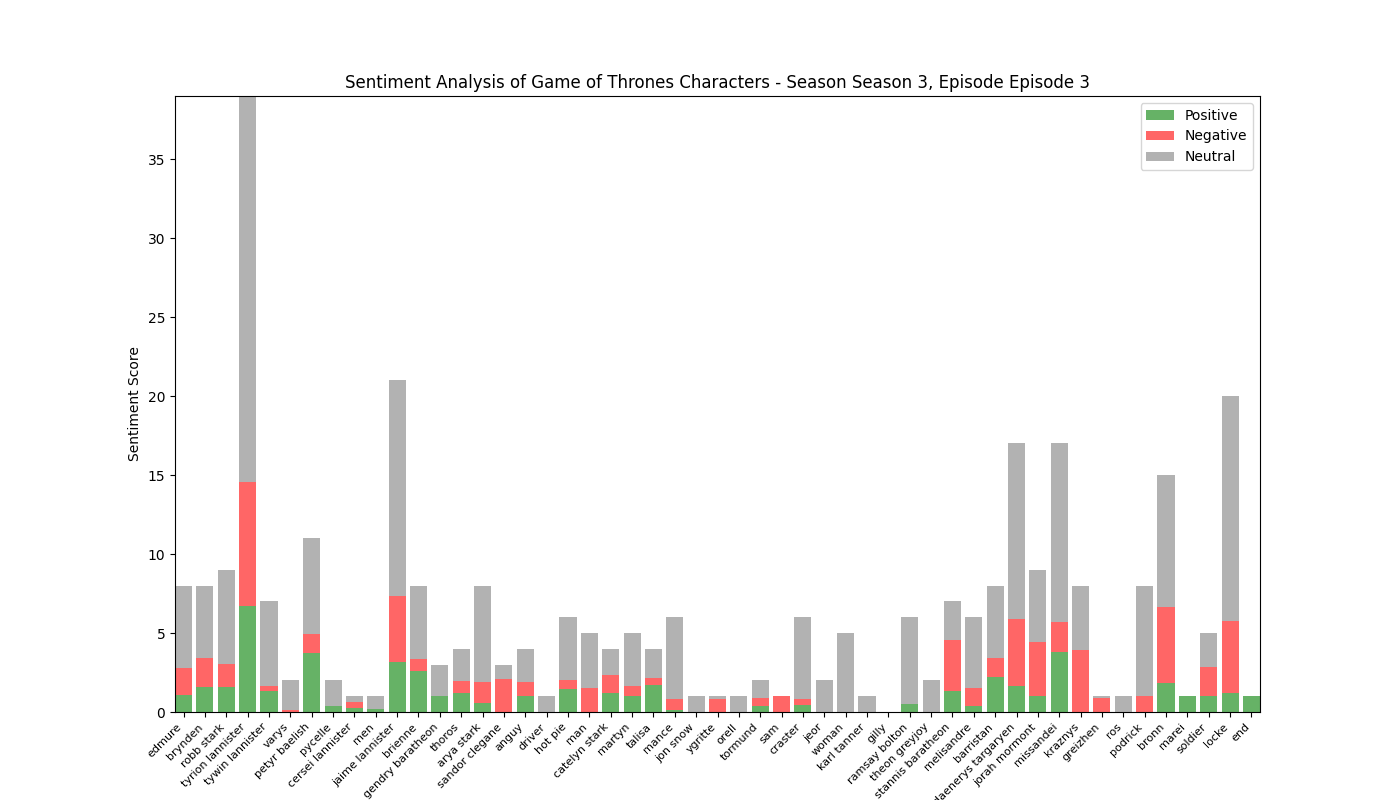 Sentiment Analysis of Game of Thrones Characters - Season Season 3, Episode Episode 3
Positive
Negative
Neutral
Sentiment Score
35
30
25
20
15
10
5
0
edmure
brynden
robb stark
tyrion lannister
tywin lannister
varys
petyr baelish
pycelle
cersei lannister
men
jaime lannister
brienne
gendry baratheon
thoros
arya stark
sandor clegane
anguy
driver
hot pie
man
catelyn stark
martyn
talisa
mance
jon snow
ygritte
orell
tormund
sam
craster
jeor
woman
karl tanner
gilly
ramsay bolton
theon greyjoy
stannis baratheon
melisandre
barristan
daenerys targaryen
jorah mormont
missandei
kraznys
greizhen
ros
podrick
bronn
marei
soldier
locke
end